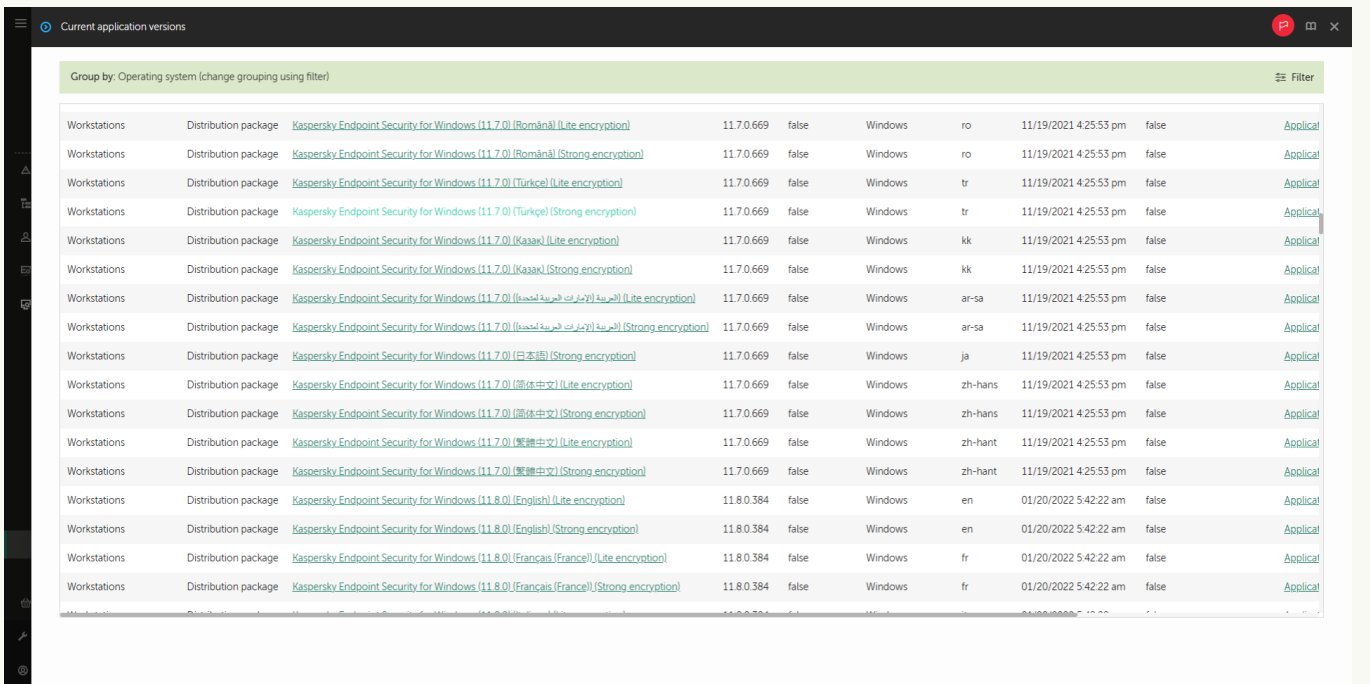 Current application versions
Group by: Operating system (change grouping using filter) Filter
Workstations Distribution package Kaspersky Endpoint Security for Windows (11.7.0) (Română) (Lite encryption) 11.7.0.669 false Windows ro 11/19/2021 4:25:53 pm false Applicat
Workstations Distribution package Kaspersky Endpoint Security for Windows (11.7.0) (Română) (Strong encryption) 11.7.0.669 false Windows ro 11/19/2021 4:25:53 pm false Applicat
Workstations Distribution package Kaspersky Endpoint Security for Windows (11.7.0) (Türkçe) (Lite encryption) 11.7.0.669 false Windows tr 11/19/2021 4:25:53 pm false Applicat
Workstations Distribution package Kaspersky Endpoint Security for Windows (11.7.0) (Türkçe) (Strong encryption) 11.7.0.669 false Windows tr 11/19/2021 4:25:53 pm false Applicat
Workstations Distribution package Kaspersky Endpoint Security for Windows (11.7.0) (Қазақ) (Lite encryption) 11.7.0.669 false Windows kk 11/19/2021 4:25:53 pm false Applicat
Workstations Distribution package Kaspersky Endpoint Security for Windows (11.7.0) (Қазақ) (Strong encryption) 11.7.0.669 false Windows kk 11/19/2021 4:25:53 pm false Applicat
Workstations Distribution package Kaspersky Endpoint Security for Windows (11.7.0) (العربية (الإمارات العربية لمتحدة)) (Lite encryption) 11.7.0.669 false Windows ar-sa 11/19/2021 4:25:53 pm false Applicat
Workstations Distribution package Kaspersky Endpoint Security for Windows (11.7.0) (العربية (الإمارات العربية لمتحدة)) (Strong encryption) 11.7.0.669 false Windows ar-sa 11/19/2021 4:25:53 pm false Applicat
Workstations Distribution package Kaspersky Endpoint Security for Windows (11.7.0) (日本語) (Strong encryption) 11.7.0.669 false Windows ja 11/19/2021 4:25:53 pm false Applicat
Workstations Distribution package Kaspersky Endpoint Security for Windows (11.7.0) (简体中文) (Lite encryption) 11.7.0.669 false Windows zh-hans 11/19/2021 4:25:53 pm false Applicat
Workstations Distribution package Kaspersky Endpoint Security for Windows (11.7.0) (简体中文) (Strong encryption) 11.7.0.669 false Windows zh-hans 11/19/2021 4:25:53 pm false Applicat
Workstations Distribution package Kaspersky Endpoint Security for Windows (11.7.0) (繁體中文) (Lite encryption) 11.7.0.669 false Windows zh-hant 11/19/2021 4:25:53 pm false Applicat
Workstations Distribution package Kaspersky Endpoint Security for Windows (11.7.0) (繁體中文) (Strong encryption) 11.7.0.669 false Windows zh-hant 11/19/2021 4:25:53 pm false Applicat
Workstations Distribution package Kaspersky Endpoint Security for Windows (11.8.0) (English) (Lite encryption) 11.8.0.384 false Windows en 01/20/2022 5:42:22 am false Applicat
Workstations Distribution package Kaspersky Endpoint Security for Windows (11.8.0) (English) (Strong encryption) 11.8.0.384 false Windows en 01/20/2022 5:42:22 am false Applicat
Workstations Distribution package Kaspersky Endpoint Security for Windows (11.8.0) (Français (France)) (Lite encryption) 11.8.0.384 false Windows fr 01/20/2022 5:42:22 am false Applicat
Workstations Distribution package Kaspersky Endpoint Security for Windows (11.8.0) (Français (France)) (Strong encryption) 11.8.0.384 false Windows fr 01/20/2022 5:42:22 am false Applicat